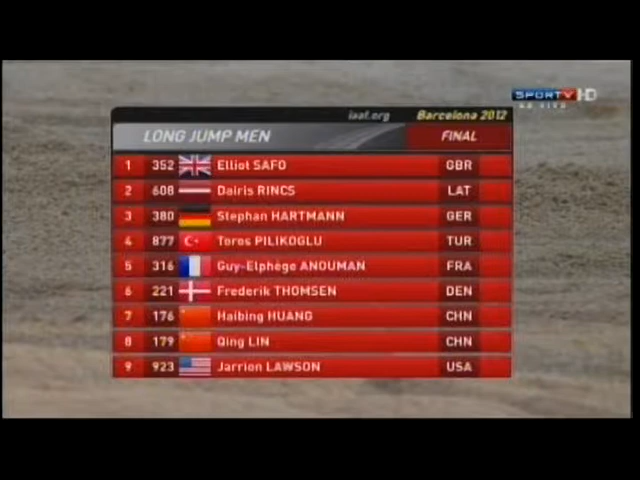 SPORTV HD
AO VIVO
iaaf.org Barcelona 2012
LONG JUMP MEN FINAL
1 352 Elliot SAFO GBR
2 608 Dairis RINCS LAT
3 380 Stephan HARTMANN GER
4 877 Toros PILIKOGLU TUR
5 316 Guy-Elphège ANOUMAN FRA
6 221 Frederik THOMSEN DEN
7 176 Haibing HUANG CHN
8 179 Qing LIN CHN
9 923 Jarrion LAWSON USA